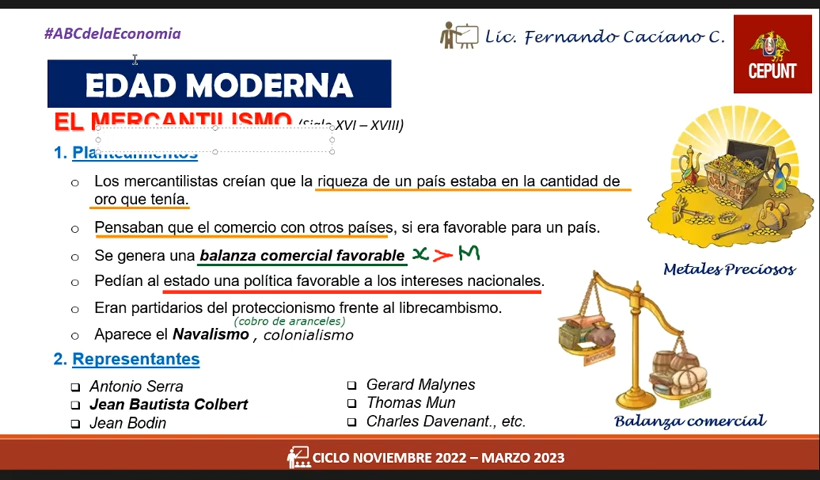 #ABCdelaEconomia
Lic. Fernando Caciano C.
CEPUNT
EDAD MODERNA
EL MERCANTILISMO (Siglo XVI – XVIII)
1. Planteamientos
o Los mercantilistas creían que la riqueza de un país estaba en la cantidad de
oro que tenía.
o Pensaban que el comercio con otros países, si era favorable para un país.
o Se genera una balanza comercial favorable x > M
o Pedían al estado una política favorable a los intereses nacionales.
o Eran partidarios del proteccionismo frente al librecambismo.
(cobro de aranceles)
o Aparece el Navalismo , colonialismo
Metales Preciosos
2. Representantes
Antonio Serra
Jean Bautista Colbert
Jean Bodin
Gerard Malynes
Thomas Mun
Charles Davenant., etc.
Balanza comercial
CICLO NOVIEMBRE 2022 – MARZO 2023